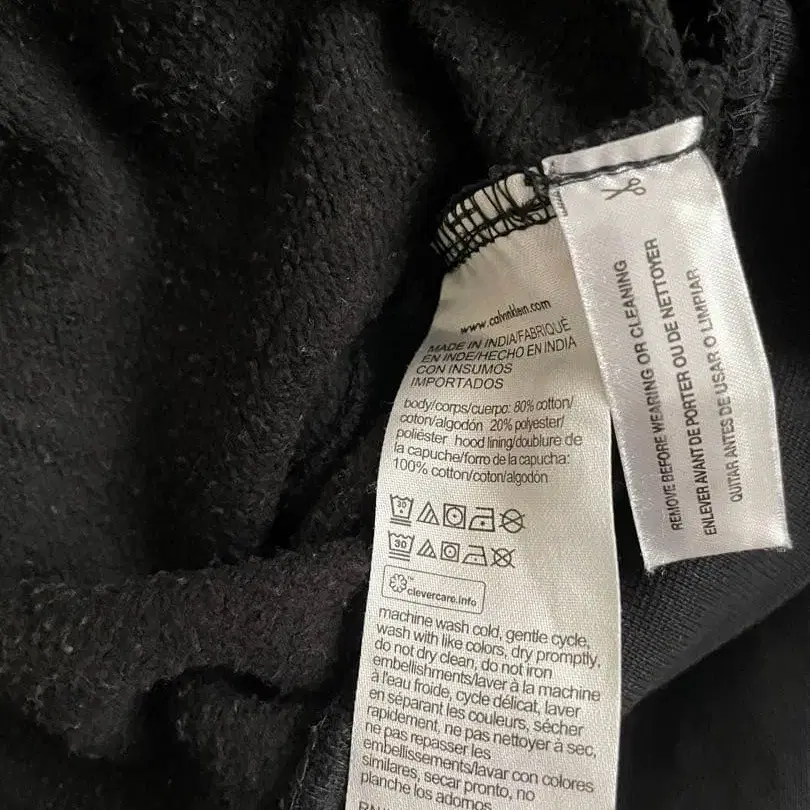 www.calvinklein.com
MADE IN INDIA/FABRIQUÈ
EN INDE/HECHO EN INDIA
CON INSUMOS
IMPORTADOS
body/corps/cuerpo: 80% cotton/
coton/algodón 20% polyester/
poliéster hood lining/doublure de
la capuche/forro de la capucha:
100% cotton/coton/algodón
30
30
clevercare.info
machine wash cold, gentle cycle,
wash with like colors, dry promptly,
do not dry clean, do not iron
embellishments/laver à la machine
à l'eau froide, cycle délicat, laver
en séparant les couleurs, sécher
rapidement, ne pas nettoyer à sec,
ne pas repasser les
embellissements/lavar con colores
similares, secar pronto, no
planche los adornos.
REMOVE BEFORE WEARING OR CLEANING
ENLEVER AVANT DE PORTER OU DE NETTOYER
QUITAR ANTES DE USAR O LIMPIAR